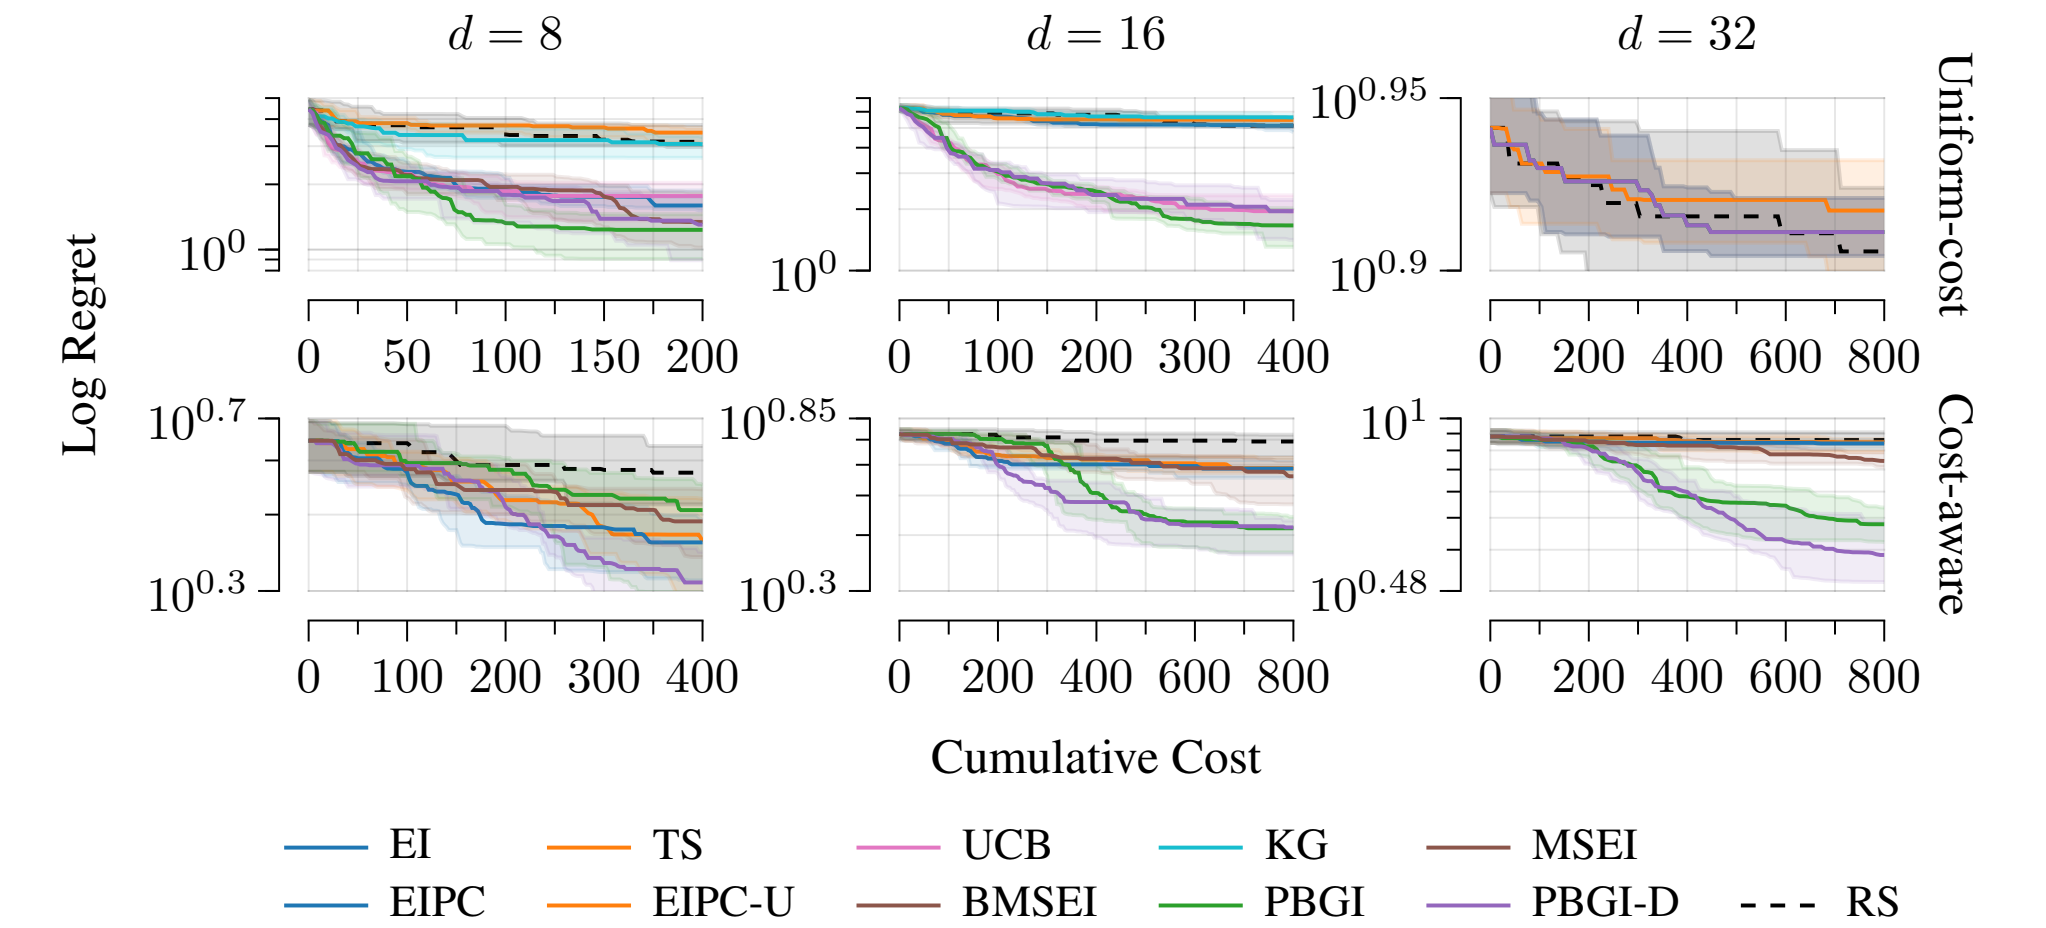 d = 8 d = 16 d = 32
Log Regret
Uniform-cost
10^0
0 50 100 150 200
10^0
0 100 200 300 400
10^0.95
10^0.9
0 200 400 600 800
Cost-aware
10^0.7
10^0.3
0 100 200 300 400
10^0.85
10^0.3
0 200 400 600 800
10^1
10^0.48
0 200 400 600 800
Cumulative Cost
EI TS UCB KG MSEI
EIPC EIPC-U BMSEI PBGI PBGI-D RS